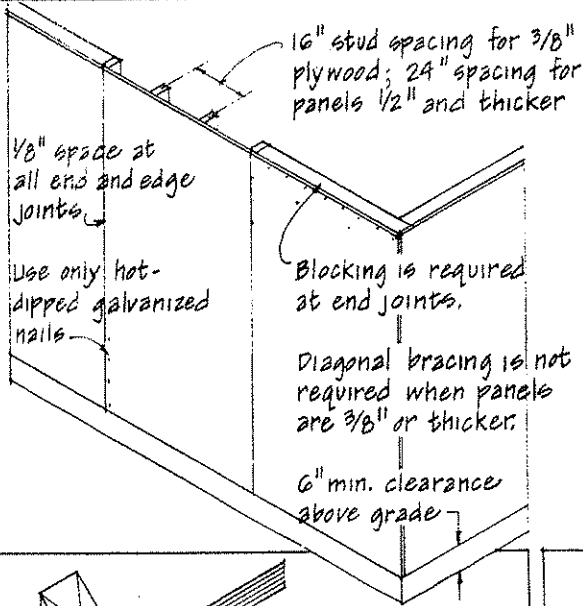 16" stud spacing for 3/8"
plywood; 24" spacing for
panels 1/2" and thicker
1/8" space at
all end and edge
joints
Use only hot-
dipped galvanized
nails
Blocking is required
at end joints.
Diagonal bracing is not
required when panels
are 3/8" or thicker.
6" min. clearance
above grade